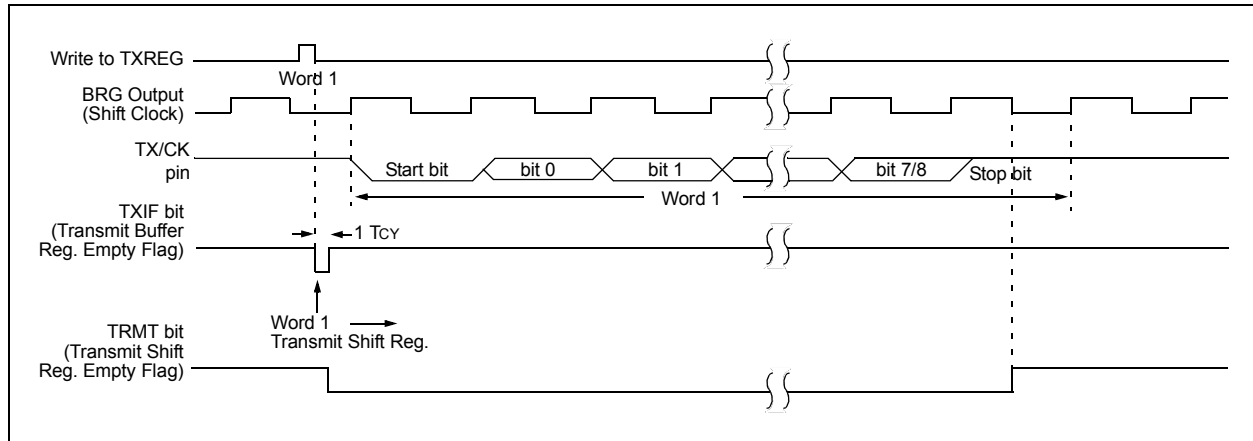 Write to TXREG
Word 1
BRG Output
(Shift Clock)
TX/CK
pin
Start bit
bit 0
bit 1
bit 7/8
Stop bit
Word 1
TXIF bit
(Transmit Buffer
Reg. Empty Flag)
1 TCY
Word 1
Transmit Shift Reg.
TRMT bit
(Transmit Shift
Reg. Empty Flag)